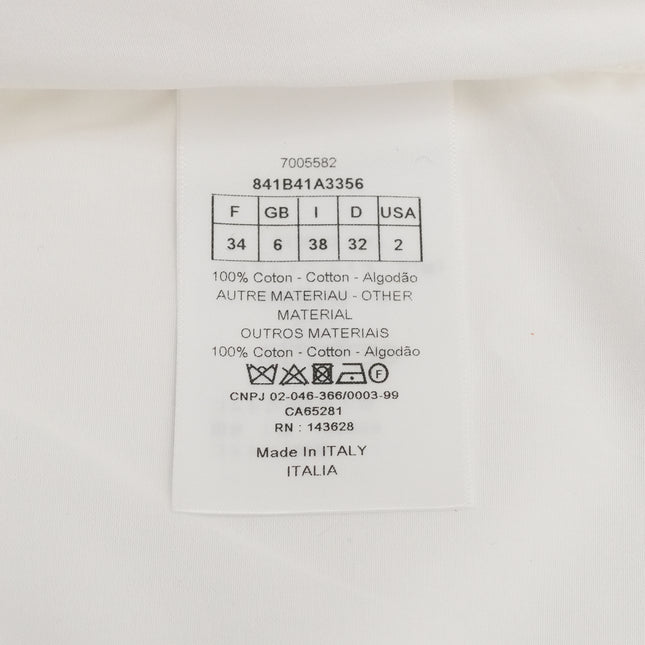 7005582
841B41A3356
F GB I D USA
34 6 38 32 2
100% Coton - Cotton - Algodão
AUTRE MATERIAU - OTHER
MATERIAL
OUTROS MATERIAIS
100% Coton - Cotton - Algodão
F
CNPJ 02-046-366/0003-99
CA65281
RN : 143628
Made In ITALY
ITALIA